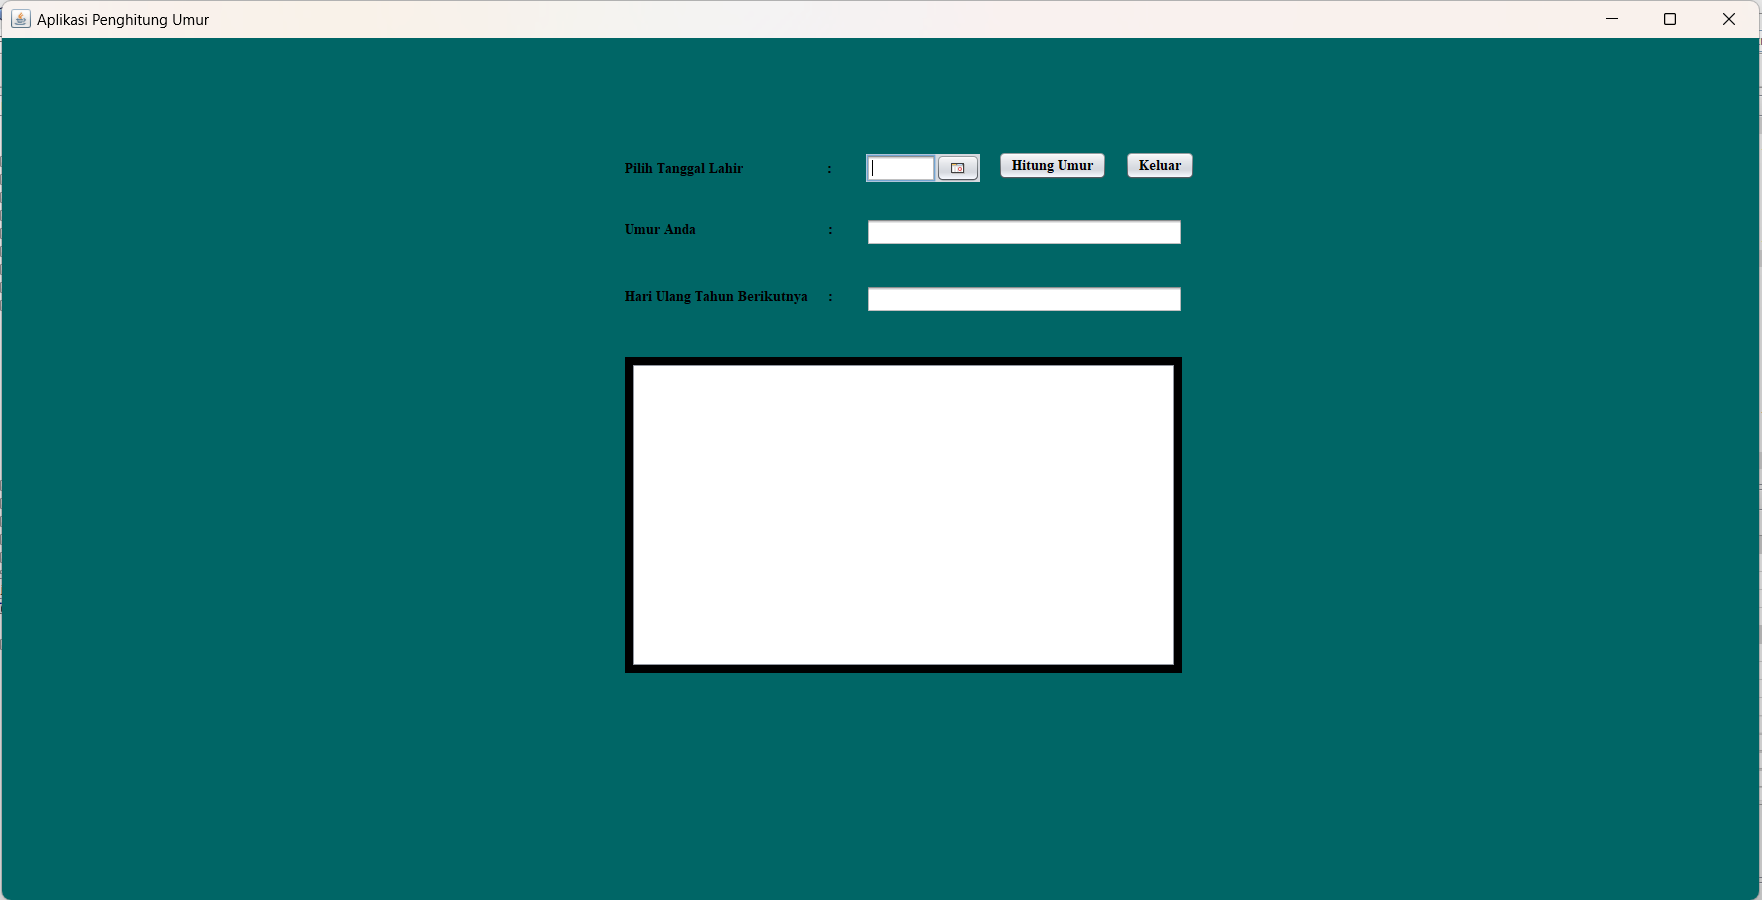 Aplikasi Penghitung Umur
Pilih Tanggal Lahir : Hitung Umur Keluar
Umur Anda :
Hari Ulang Tahun Berikutnya :